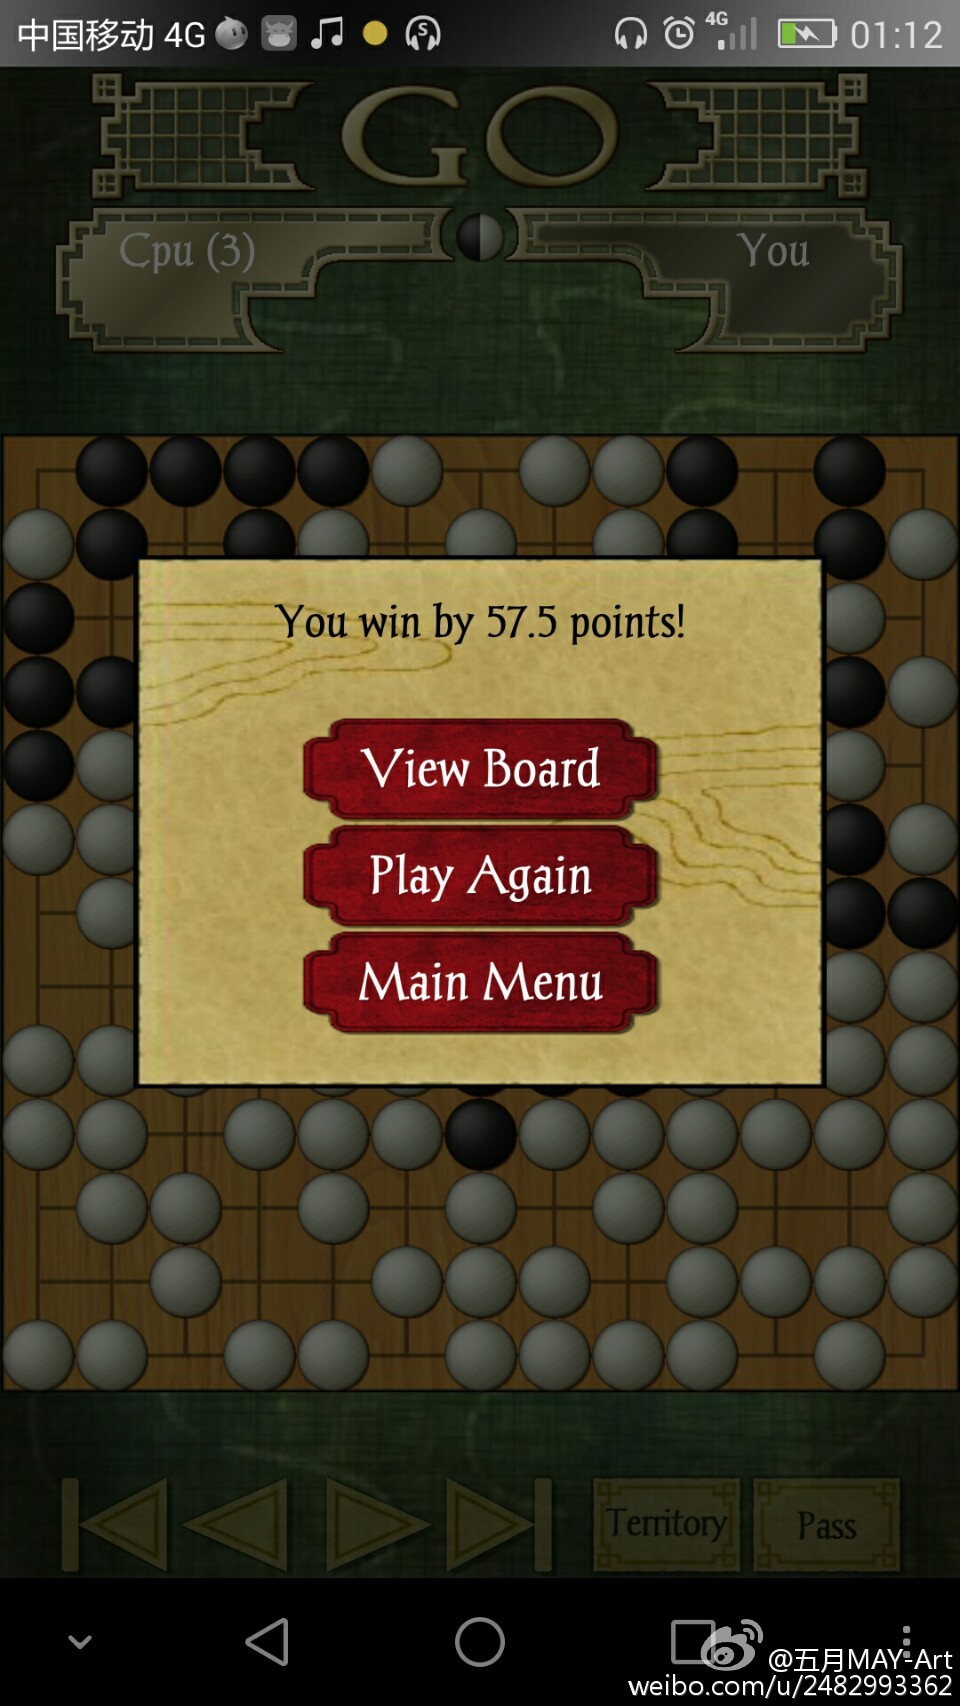 中国移动 4G
4G
01:12
GO
Cpu (3)
You
You win by 57.5 points!
View Board
Play Again
Main Menu
Territory
Pass
@五月MAY-Art
weibo.com/u/2482993362